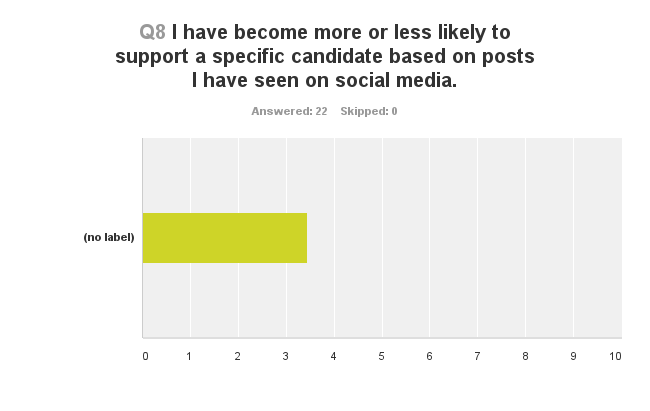 Q8 I have become more or less likely to
support a specific candidate based on posts
I have seen on social media.
Answered: 22 Skipped: 0
(no label)
0 1 2 3 4 5 6 7 8 9 10